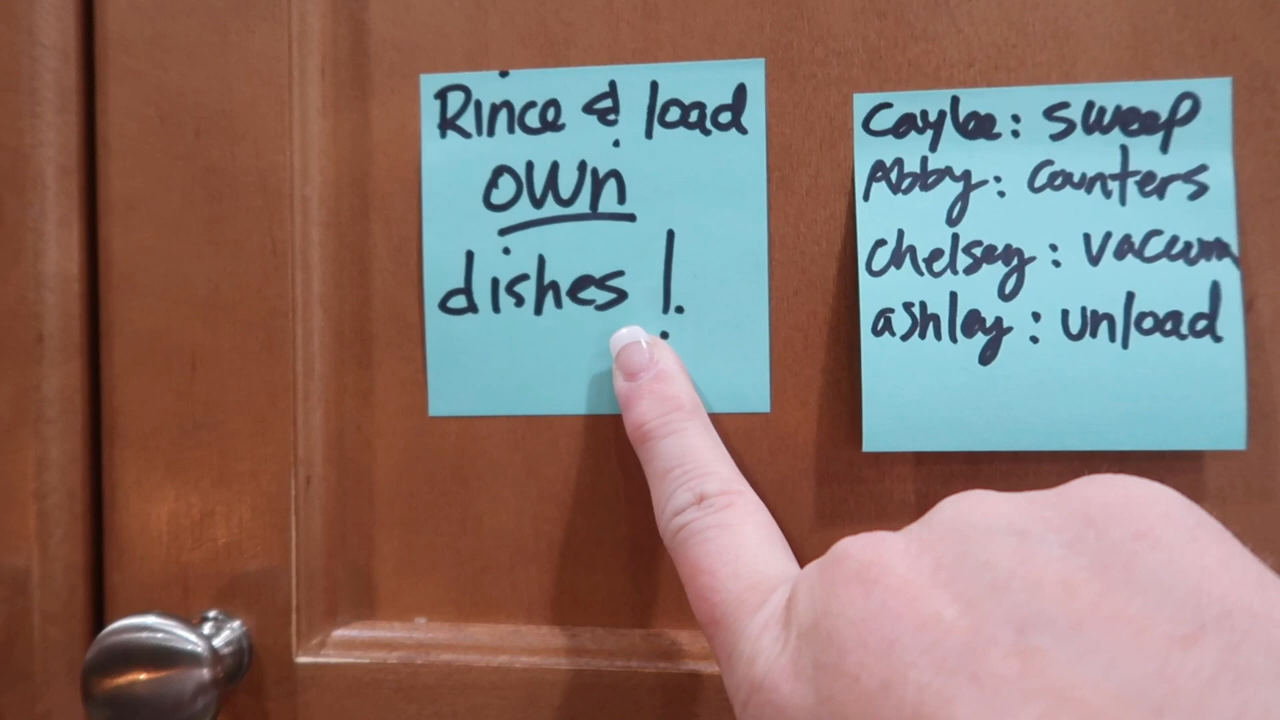 Rince & load
own
dishes!
Caylee: sweep
Abby: counters
chelsey: vaccum
ashley: unload